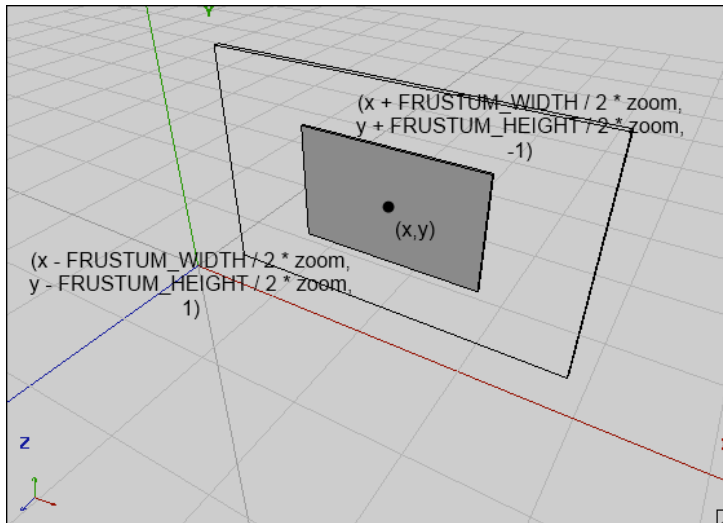 Y
(x + FRUSTUM_WIDTH / 2 * zoom,
y + FRUSTUM_HEIGHT / 2 * zoom,
-1)
(x,y)
(x - FRUSTUM_WIDTH / 2 * zoom,
y - FRUSTUM_HEIGHT / 2 * zoom,
1)
Z